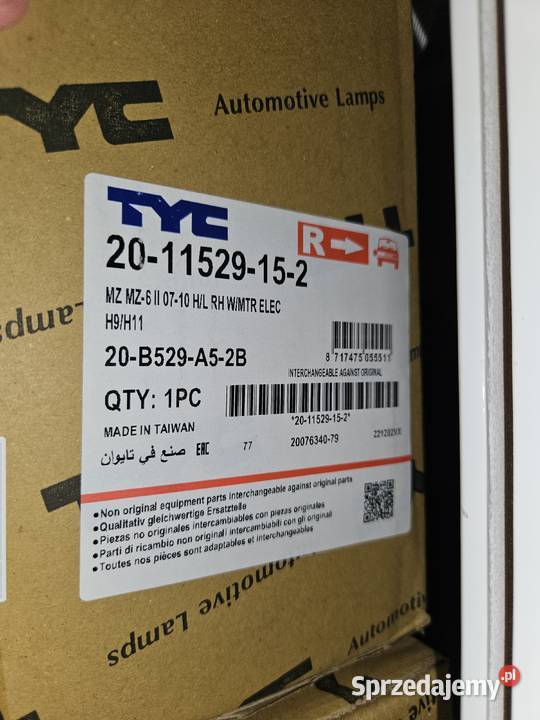 TYC
Automotive Lamps
TYC
R
20-11529-15-2
MZ MZ-6 II 07-10 H/L RH W/MTR ELEC
H9/H11
20-B529-A5-2B
8 717475 055511
INTERCHANGEABLE AGAINST ORIGINAL
QTY: 1PC
*20-11529-15-2*
MADE IN TAIWAN
صنع في تايوان
EAC
77
20076340-79
• Non original equipment parts interchangeable against original parts
• Qualitativ gleichwertige Ersatzteile
• Piezas no originales intercambiables con piezas originales
• Parti di ricambio non originali intercambiabili con gli originali
• Toutes nos pièces sont adaptables et interchangeables
Lamps
Automotive Lamps
Automo
Sprzedajemy.pl